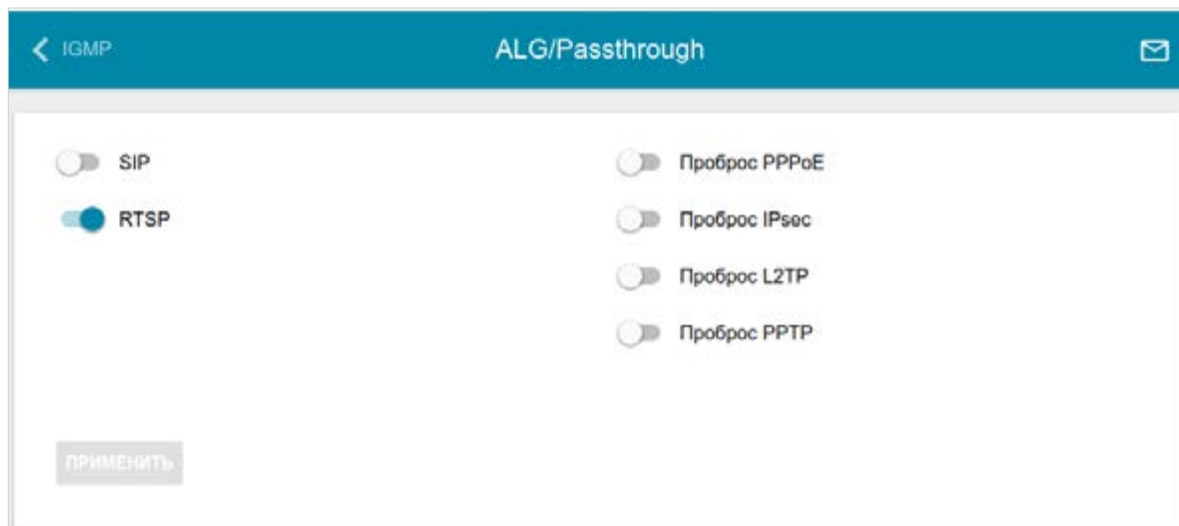 IGMP
ALG/Passthrough
SIP
RTSP
Проброс PPPoE
Проброс IPsec
Проброс L2TP
Проброс PPTP
ПРИМЕНИТЬ